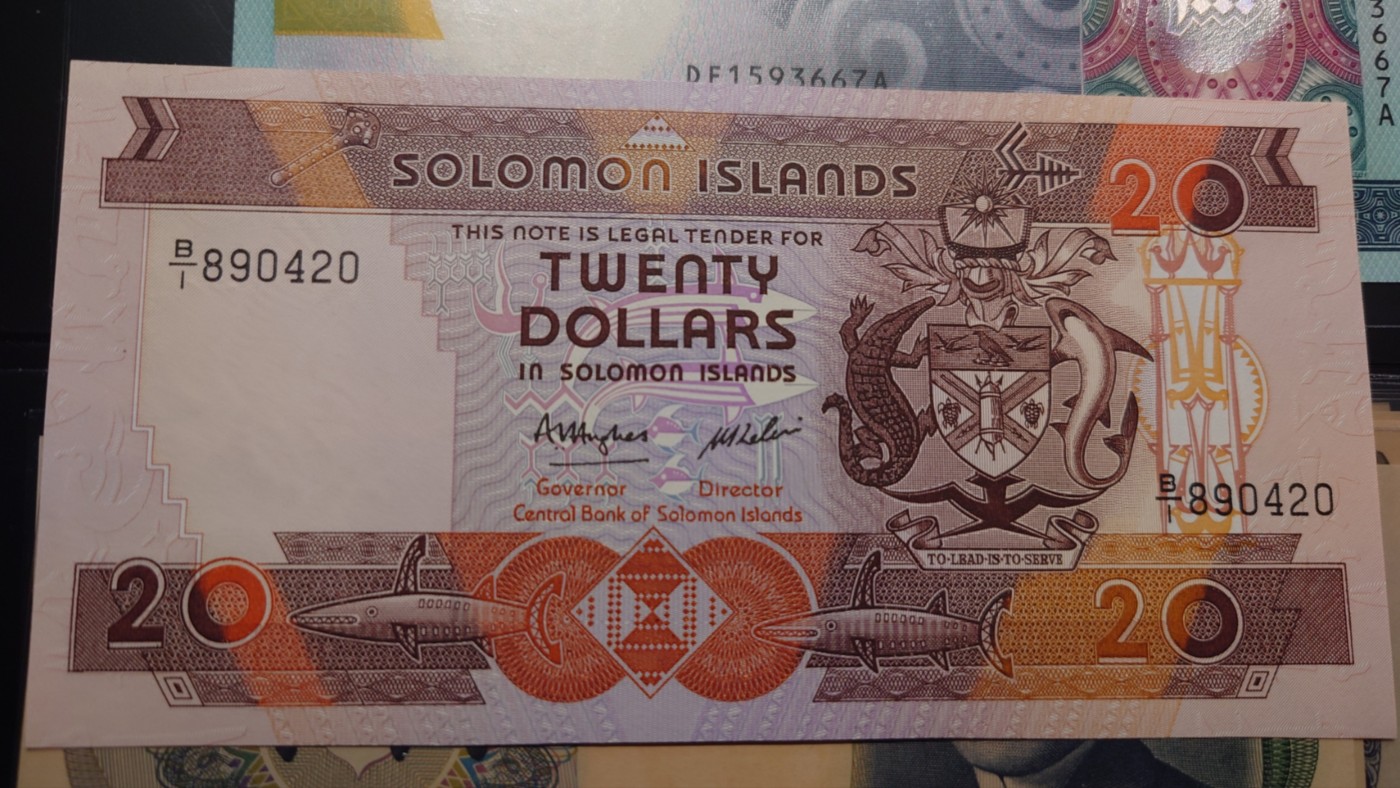 DF1593667A
3667A
SOLOMON ISLANDS
20
B/1 890420
THIS NOTE IS LEGAL TENDER FOR
TWENTY
DOLLARS
IN SOLOMON ISLANDS
Governor Director
Central Bank of Solomon Islands
B/1 890420
TO·LEAD·IS·TO·SERVE
20
20